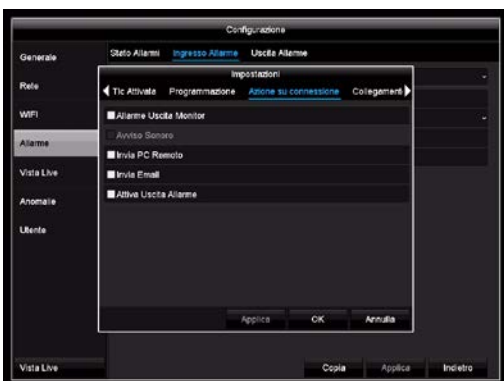 Configurazione
Generale
Rete
WIFI
Allarme
Vista Live
Anomalie
Utente
Stato Allarmi Ingresso Allarme Uscita Allarme
Impostazioni
Tlc Attivata Programmazione Azione su connessione Collegamenti
Allarme Uscita Monitor
Avviso Sonoro
Invia PC Remoto
Invia Email
Attiva Uscita Allarme
Applica OK Annulla
Vista Live
Copia Applica Indietro